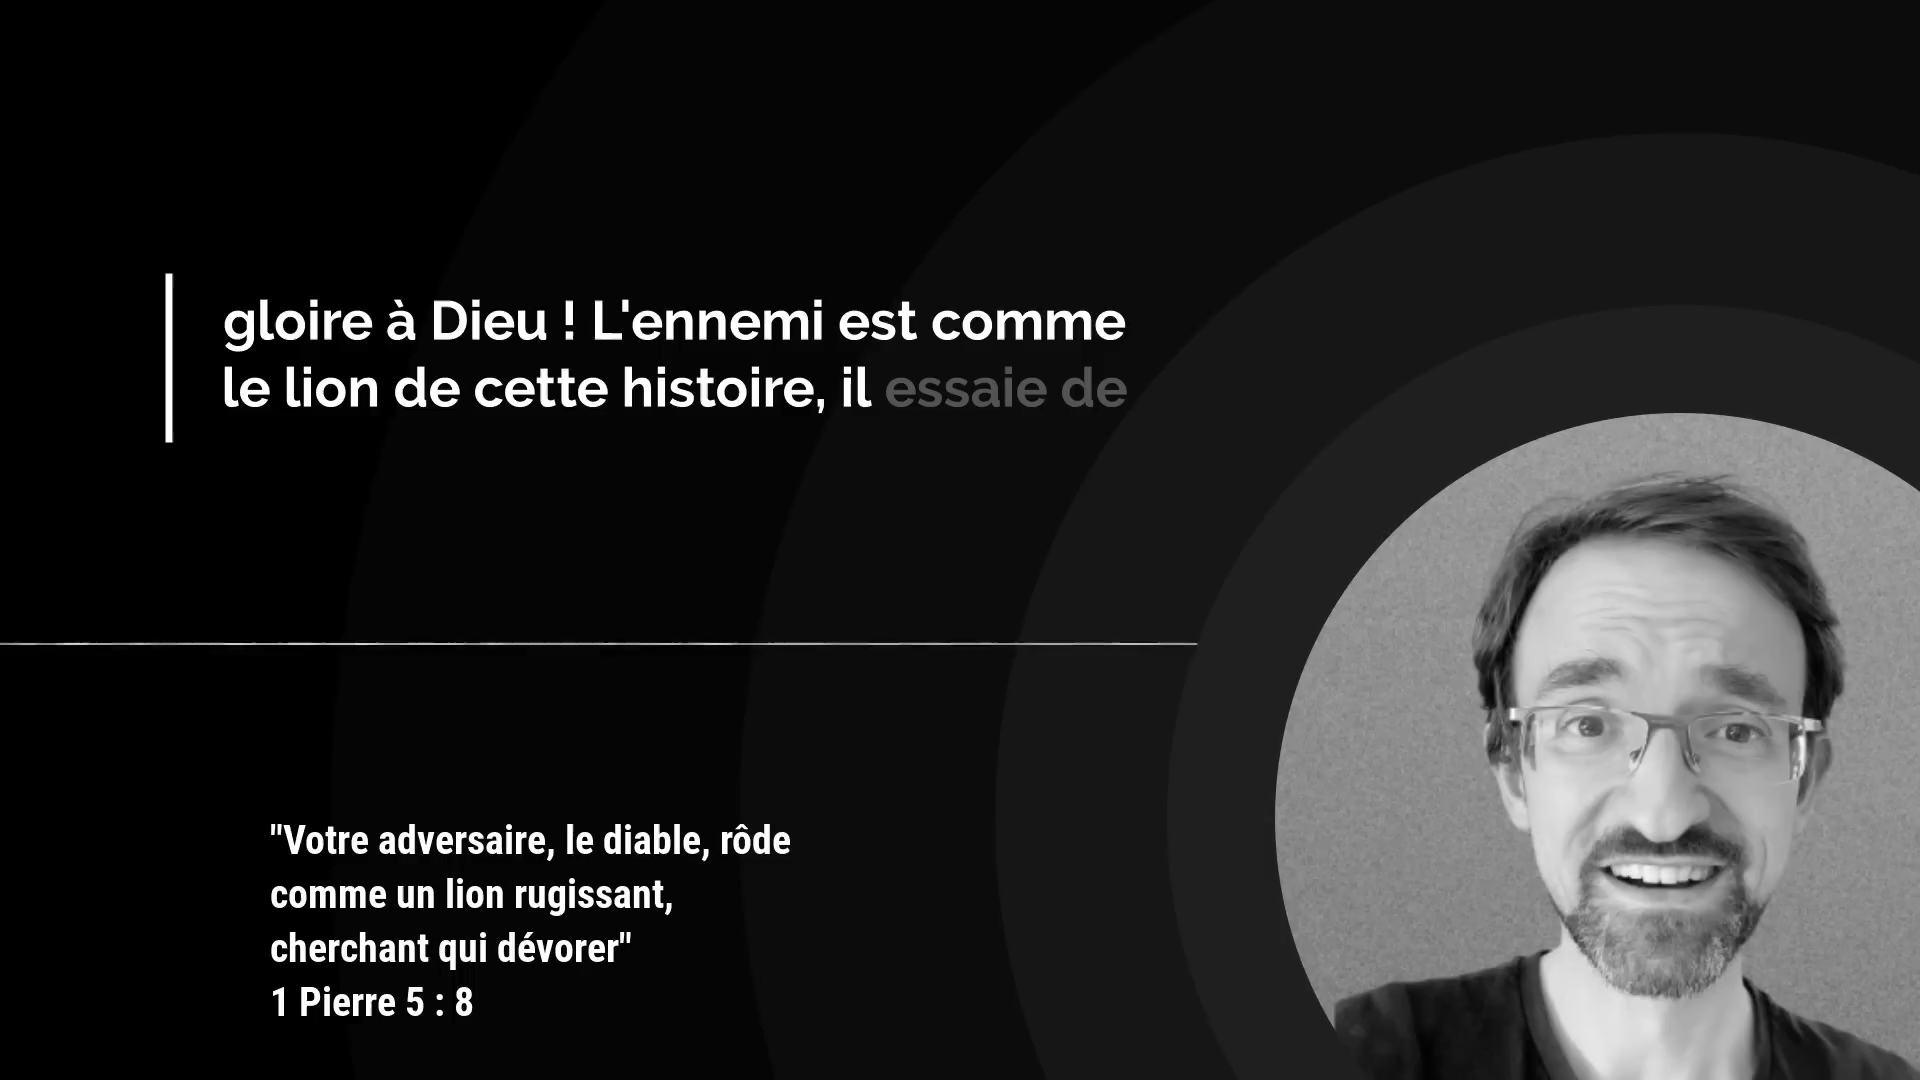 gloire à Dieu ! L'ennemi est comme
le lion de cette histoire, il essaie de
"Votre adversaire, le diable, rôde
comme un lion rugissant,
cherchant qui dévorer"
1 Pierre 5 : 8